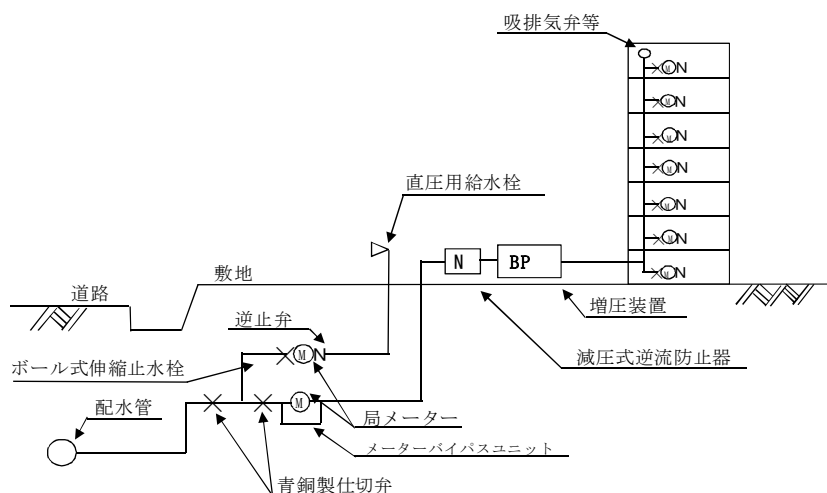 吸排気弁等
M N
M N
M N
M N
M N
M N
M N
直圧用給水栓
N
BP
敷地
道路
増圧装置
逆止弁
減圧式逆流防止器
M N
ボール式伸縮止水栓
M
配水管
局メーター
メーターバイパスユニット
青銅製仕切弁